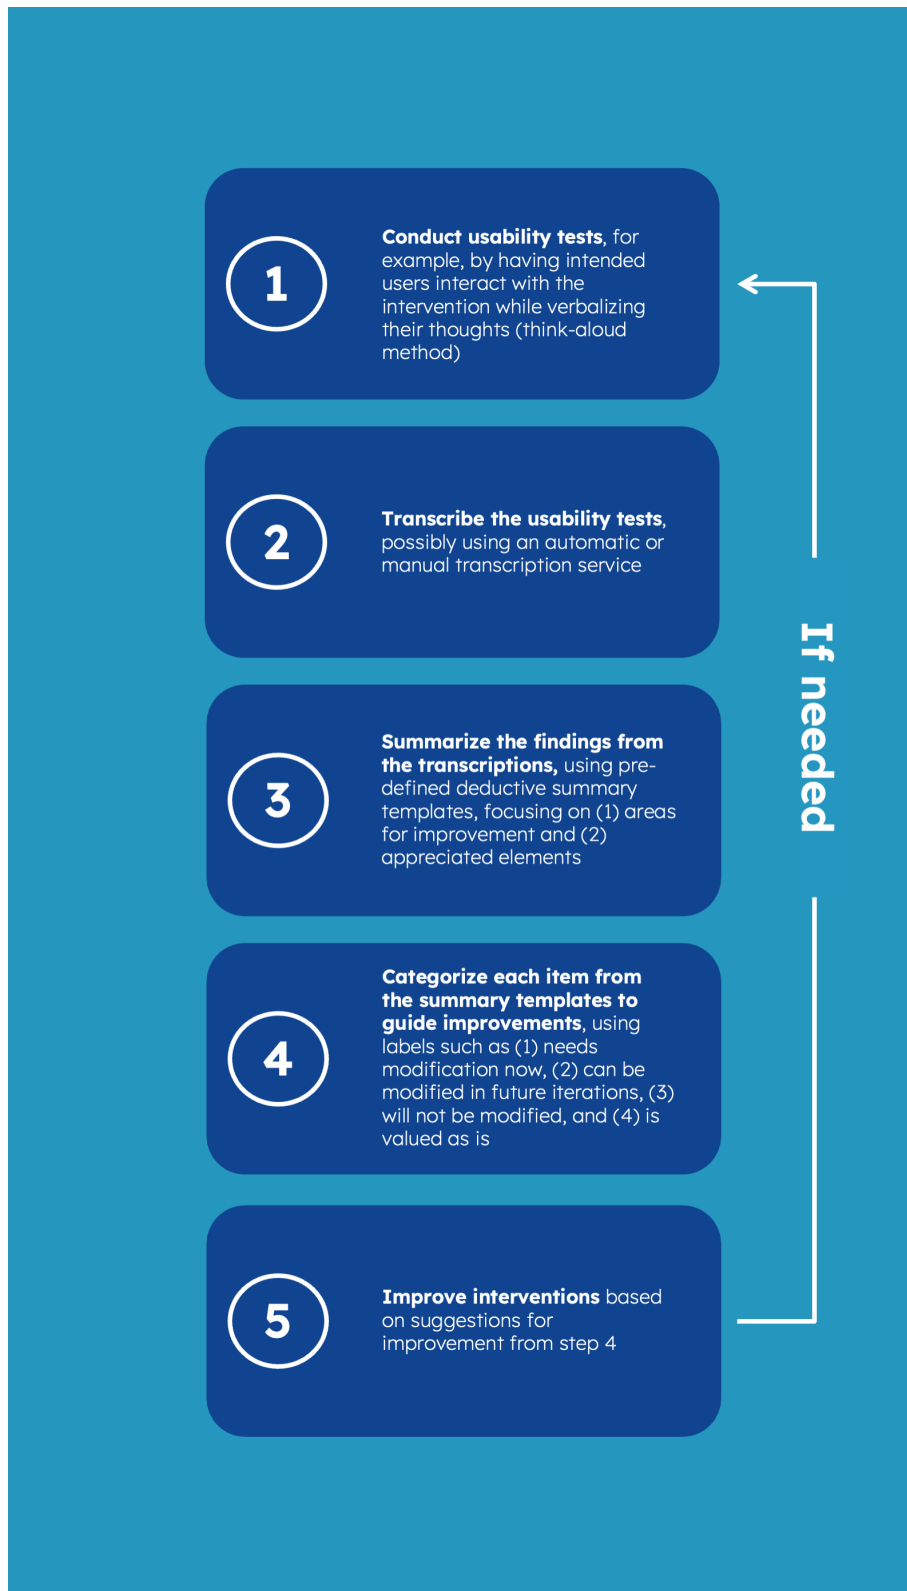 1
Conduct usability tests, for
example, by having intended
users interact with the
intervention while verbalizing
their thoughts (think-aloud
method)
2
Transcribe the usability tests,
possibly using an automatic or
manual transcription service
3
Summarize the findings from
the transcriptions, using pre-
defined deductive summary
templates, focusing on (1) areas
for improvement and (2)
appreciated elements
4
Categorize each item from
the summary templates to
guide improvements, using
labels such as (1) needs
modification now, (2) can be
modified in future iterations, (3)
will not be modified, and (4) is
valued as is
5
Improve interventions based
on suggestions for
improvement from step 4
If needed